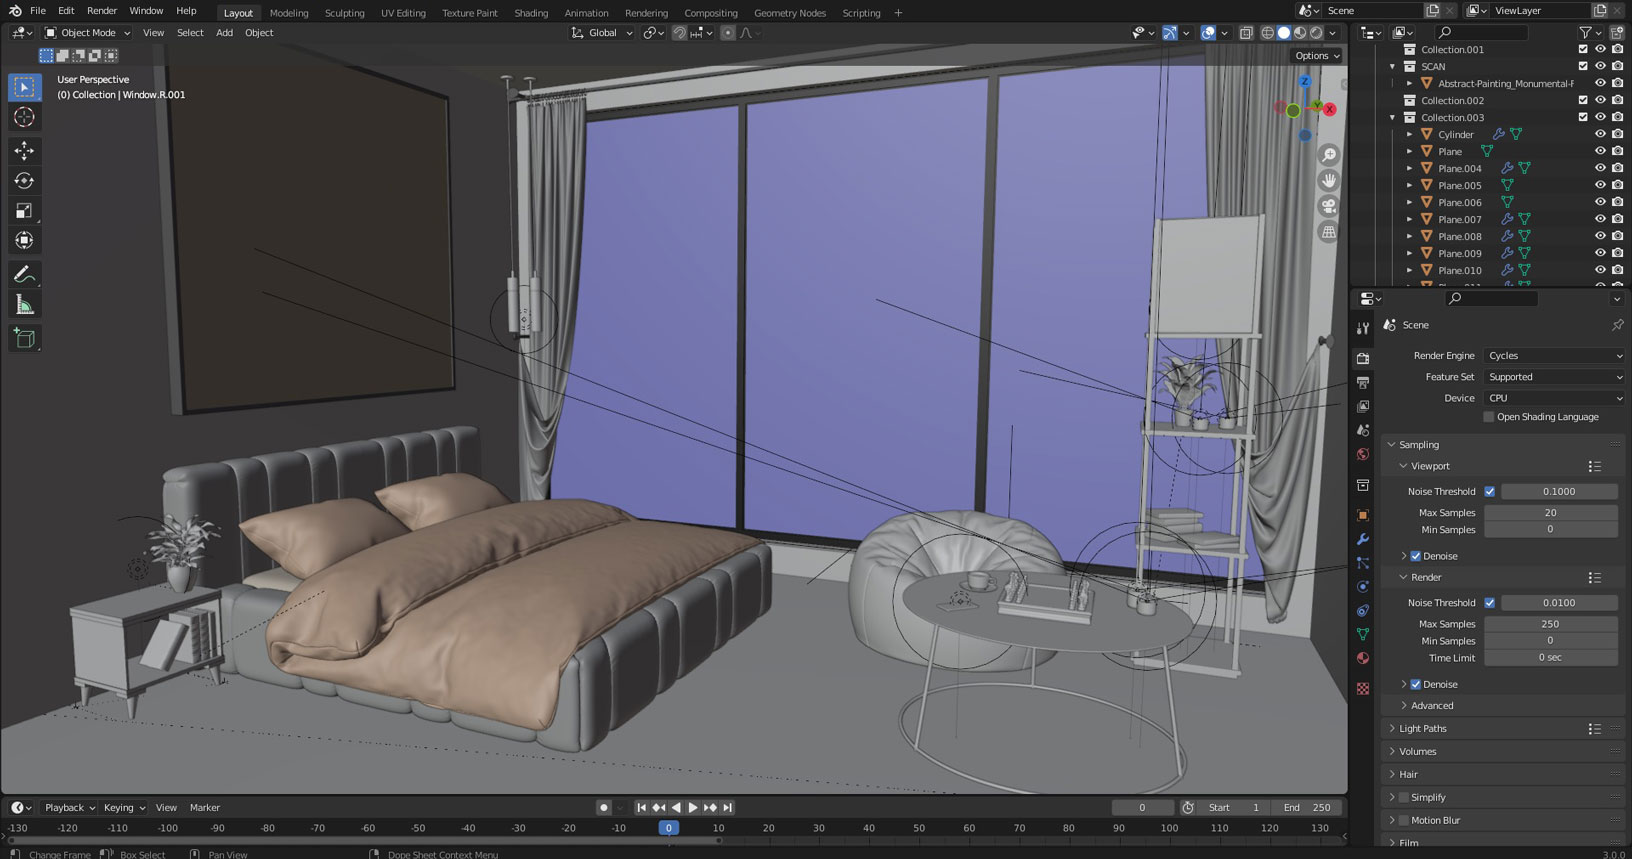 File Edit Render Window Help
Layout Modeling Sculpting UV Editing Texture Paint Shading Animation Rendering Compositing Geometry Nodes Scripting +
Scene ViewLayer
Object Mode View Select Add Object Global
Options
User Perspective
(0) Collection | Window.R.001
Z
Y
X
Collection.001
SCAN
Abstract-Painting_Monumental-F
Collection.002
Collection.003
Cylinder
Plane
Plane.004
Plane.005
Plane.006
Plane.007
Plane.008
Plane.009
Plane.010
Scene
Render Engine Cycles
Feature Set Supported
Device CPU
Open Shading Language
Sampling
Viewport
Noise Threshold 0.1000
Max Samples 20
Min Samples 0
Denoise
Render
Noise Threshold 0.0100
Max Samples 250
Min Samples 0
Time Limit 0 sec
Denoise
Advanced
Light Paths
Volumes
Hair
Simplify
Motion Blur
Film
Playback Keying View Marker 0 Start 1 End 250
-130 -120 -110 -100 -90 -80 -70 -60 -50 -40 -30 -20 -10 0 10 20 30 40 50 60 70 80 90 100 110 120 130
Change Frame Box Select Pan View Dope Sheet Context Menu 3.0.0